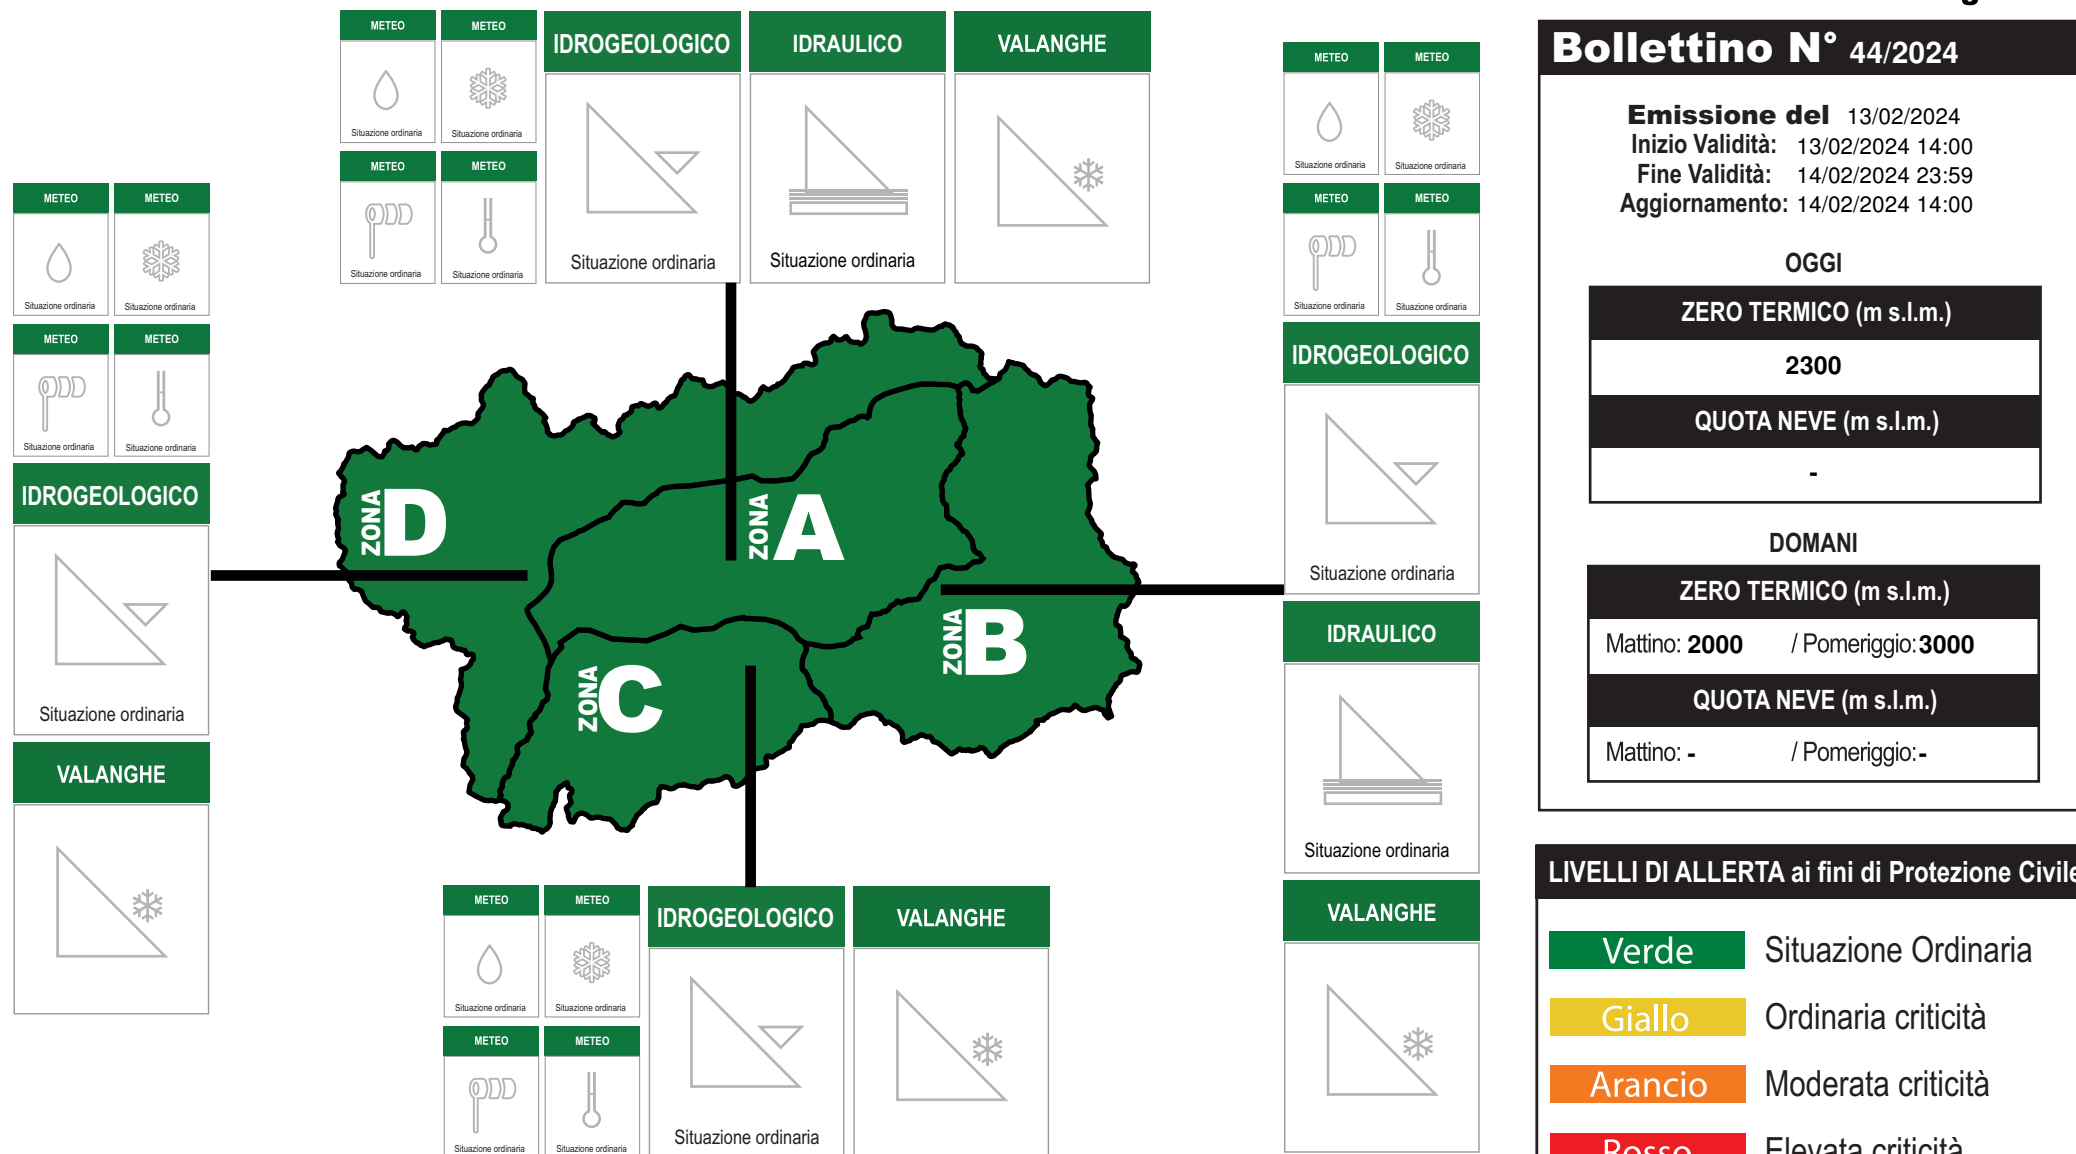 METEO
METEO
Situazione ordinaria
Situazione ordinaria
METEO
METEO
Situazione ordinaria
Situazione ordinaria
IDROGEOLOGICO
Situazione ordinaria
IDRAULICO
Situazione ordinaria
VALANGHE
METEO
METEO
Situazione ordinaria
Situazione ordinaria
METEO
METEO
Situazione ordinaria
Situazione ordinaria
IDROGEOLOGICO
Situazione ordinaria
VALANGHE
ZONA D
ZONA A
ZONA B
ZONA C
METEO
METEO
Situazione ordinaria
Situazione ordinaria
METEO
METEO
Situazione ordinaria
Situazione ordinaria
IDROGEOLOGICO
Situazione ordinaria
VALANGHE
METEO
METEO
Situazione ordinaria
Situazione ordinaria
METEO
METEO
Situazione ordinaria
Situazione ordinaria
IDROGEOLOGICO
Situazione ordinaria
IDRAULICO
Situazione ordinaria
VALANGHE
Bollettino N° 44/2024
Emissione del 13/02/2024
Inizio Validità: 13/02/2024 14:00
Fine Validità: 14/02/2024 23:59
Aggiornamento: 14/02/2024 14:00
OGGI
ZERO TERMICO (m s.l.m.)
2300
QUOTA NEVE (m s.l.m.)
-
DOMANI
ZERO TERMICO (m s.l.m.)
Mattino: 2000 / Pomeriggio: 3000
QUOTA NEVE (m s.l.m.)
Mattino: - / Pomeriggio: -
LIVELLI DI ALLERTA ai fini di Protezione Civile
Verde Situazione Ordinaria
Giallo Ordinaria criticità
Arancio Moderata criticità
Rosso Elevata criticità